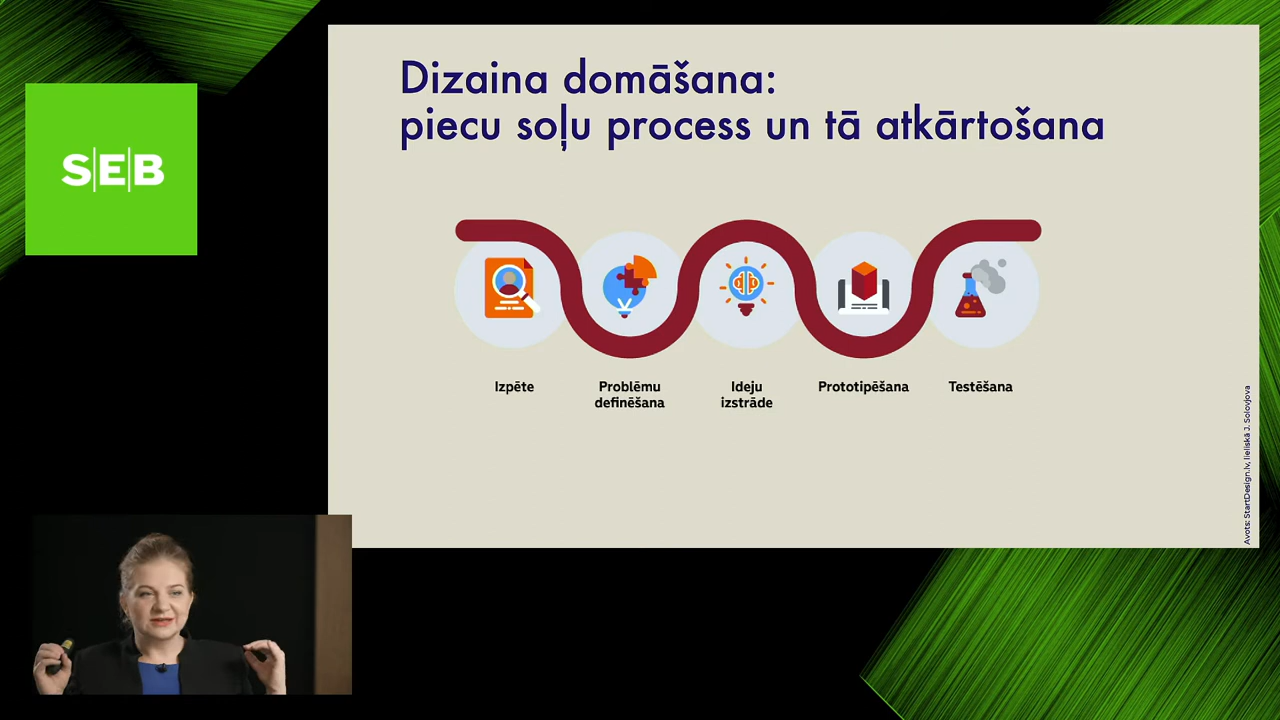 SEB
Dizaina domāšana:
piecu soļu process un tā atkārtošana
Izpēte
Problēmu
definēšana
Ideju
izstrāde
Prototipēšana
Testēšana
Avots: StartDesign.lv, lieliskā J. Solovjova